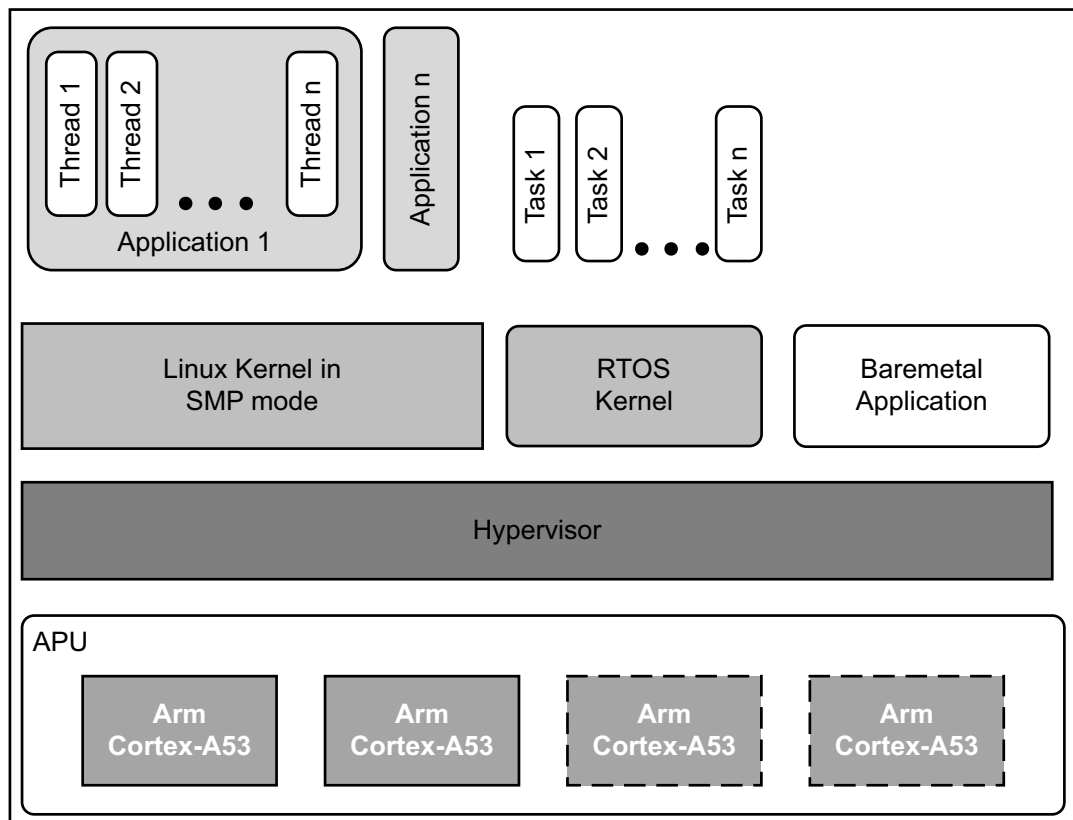 Thread 1
Thread 2
Thread n
Application 1
Application n
Task 1
Task 2
Task n
Linux Kernel in
SMP mode
RTOS
Kernel
Baremetal
Application
Hypervisor
APU
Arm
Cortex-A53
Arm
Cortex-A53
Arm
Cortex-A53
Arm
Cortex-A53